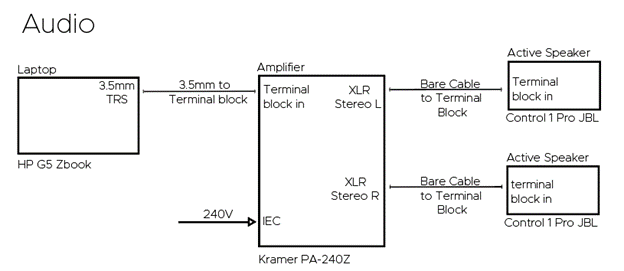 Audio
Laptop
3.5mm
TRS
HP G5 Zbook
3.5mm to
Terminal block
Amplifier
Terminal
block in
XLR
Stereo L
XLR
Stereo R
240V
IEC
Kramer PA-240Z
Bare Cable
to Terminal
Block
Active Speaker
Terminal
block in
Control 1 Pro JBL
Bare Cable
to Terminal
Block
Active Speaker
terminal
block in
Control 1 Pro JBL